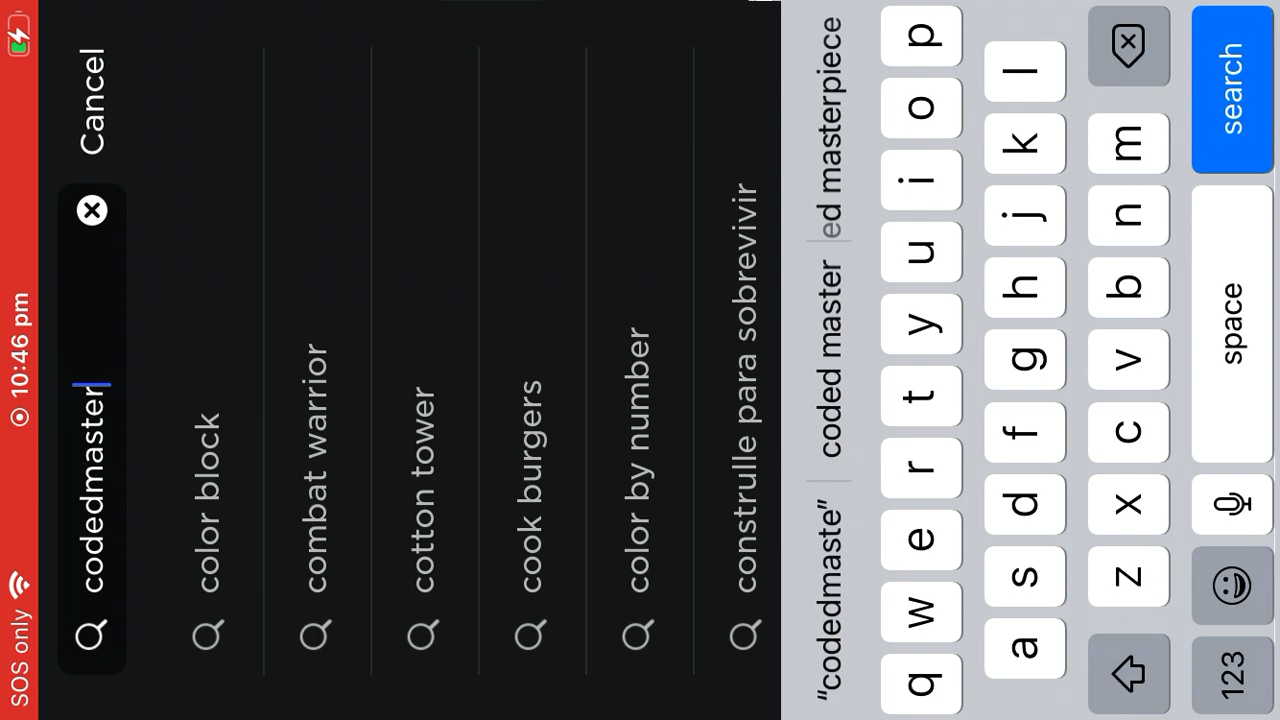 SOS only 10:46 pm
codedmaster Cancel
color block
combat warrior
cotton tower
cook burgers
color by number
construlle para sobrevivir
“codedmaste” coded master ed masterpiece
q w e r t y u i o p
a s d f g h j k l
z x c v b n m
123 space search